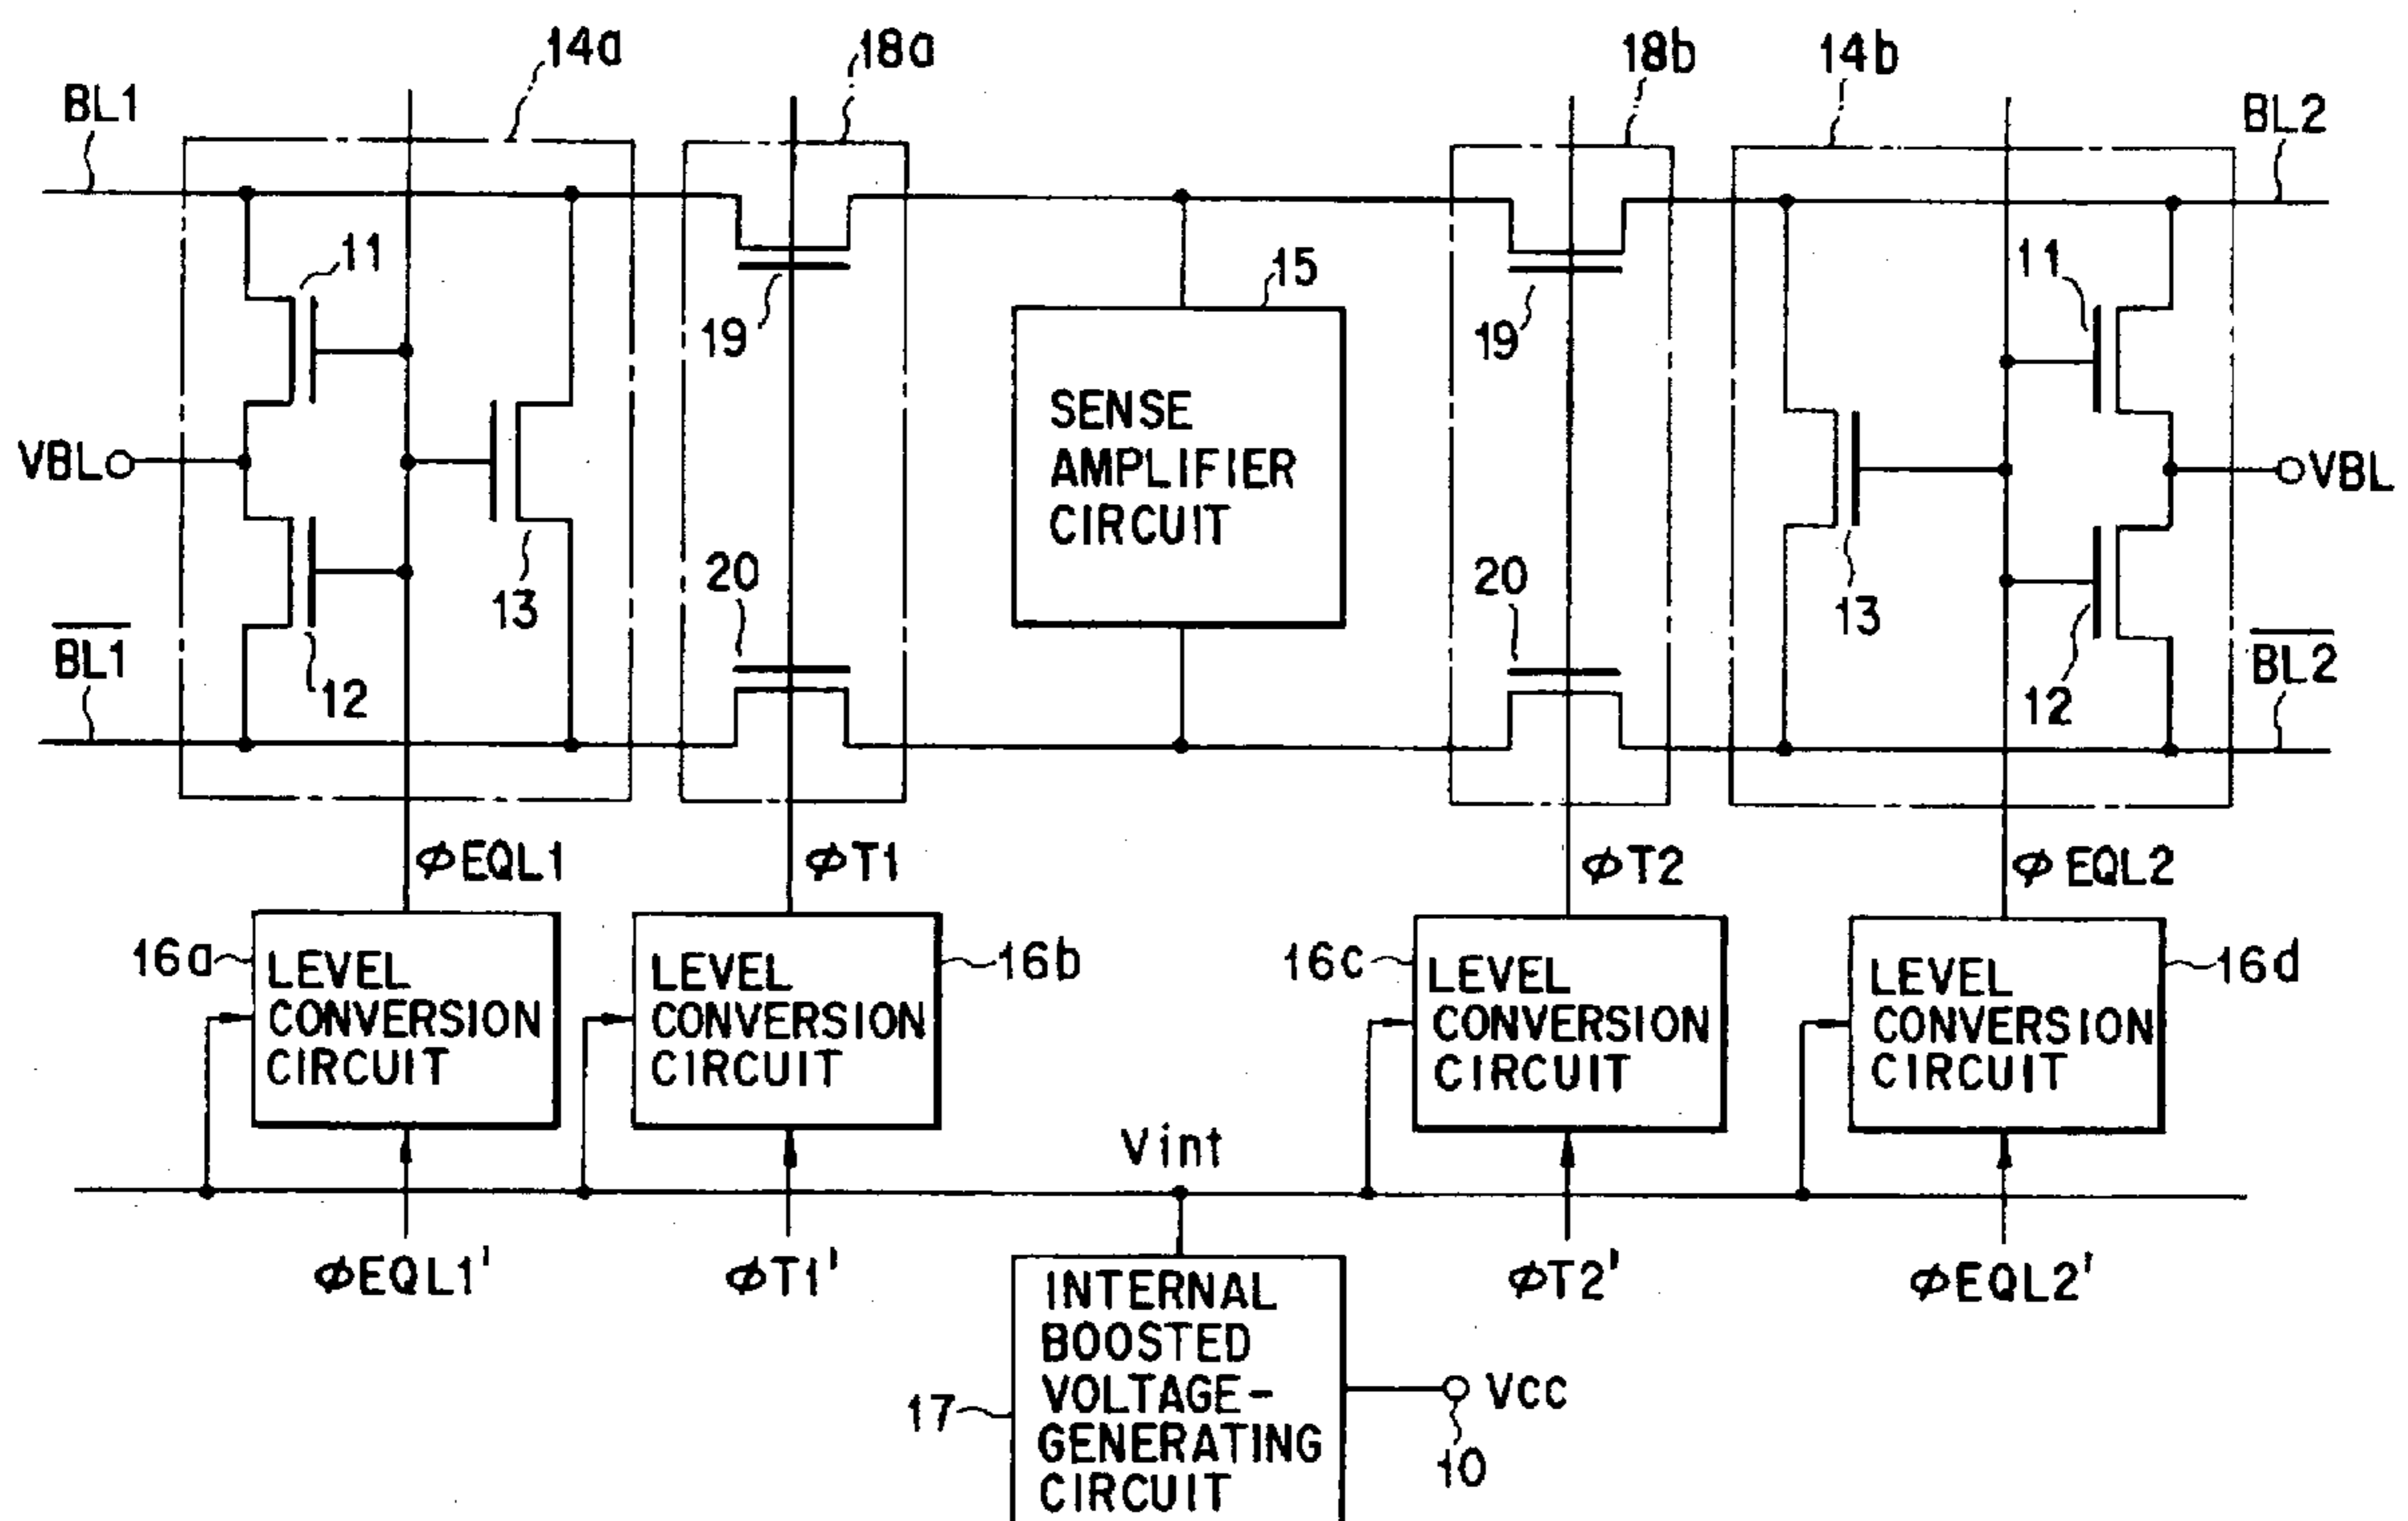 14a
18a
18b
14b
BL1
BL2
11
15
11
19
19
SENSE
AMPLIFIER
CIRCUIT
VBL
VBL
20
20
13
13
BL1
BL2
12
12
φEQL1
φT1
φT2
φEQL2
16a
LEVEL
CONVERSION
CIRCUIT
LEVEL
CONVERSION
CIRCUIT
16b
16c
LEVEL
CONVERSION
CIRCUIT
LEVEL
CONVERSION
CIRCUIT
16d
Vint
φEQL1'
φT1'
φT2'
φEQL2'
INTERNAL
BOOSTED
VOLTAGE-
GENERATING
CIRCUIT
17
VCC
10